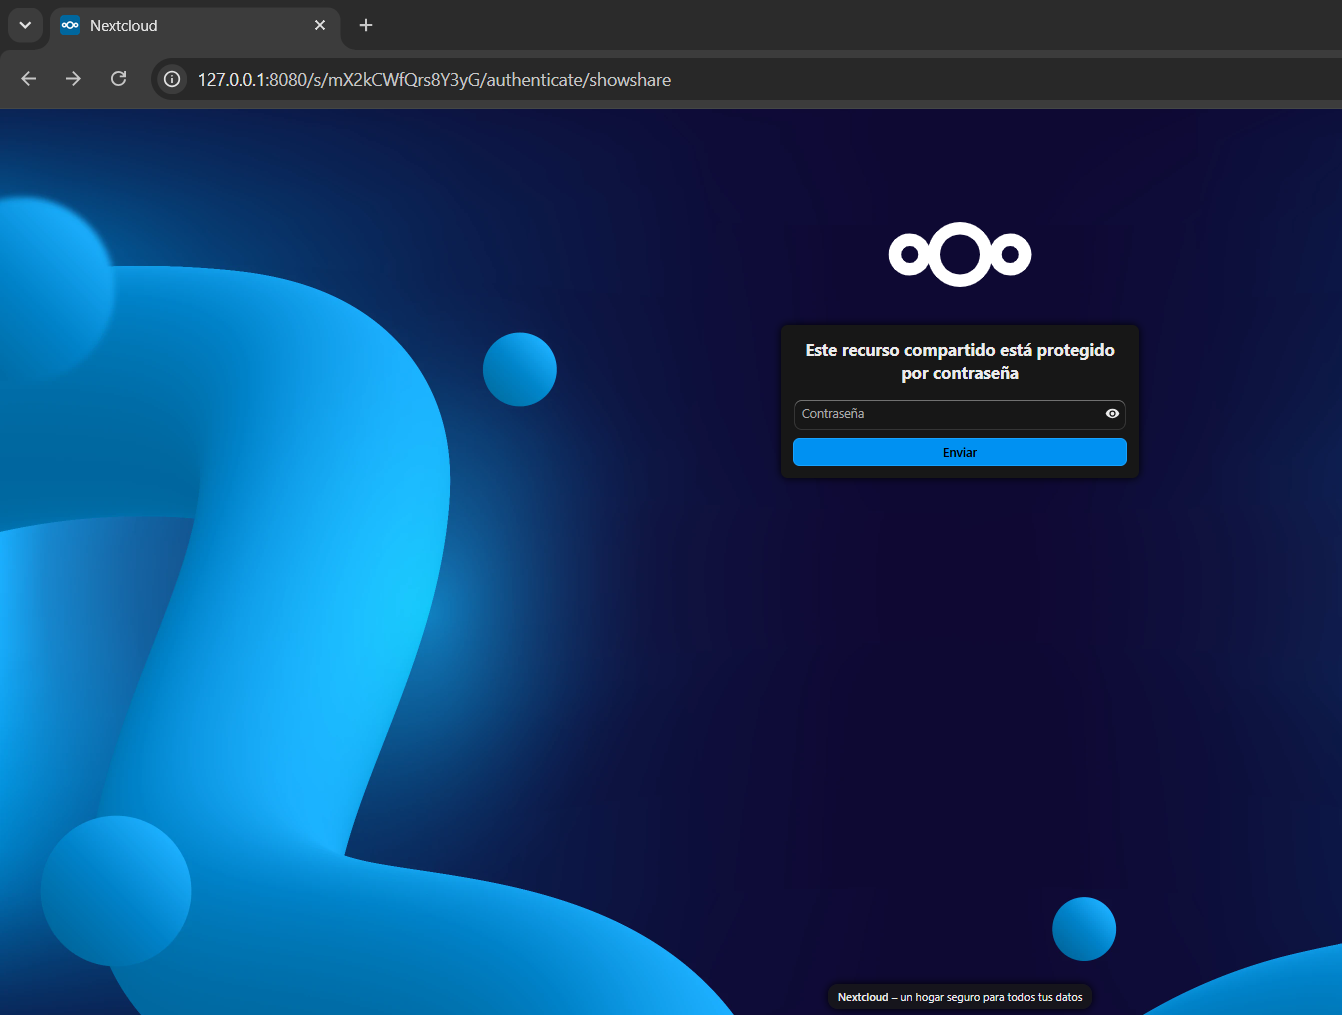 Nextcloud
127.0.0.1:8080/s/mX2kCWfQrs8Y3yG/authenticate/showshare
Este recurso compartido está protegido
por contraseña
Contraseña
Enviar
Nextcloud – un hogar seguro para todos tus datos